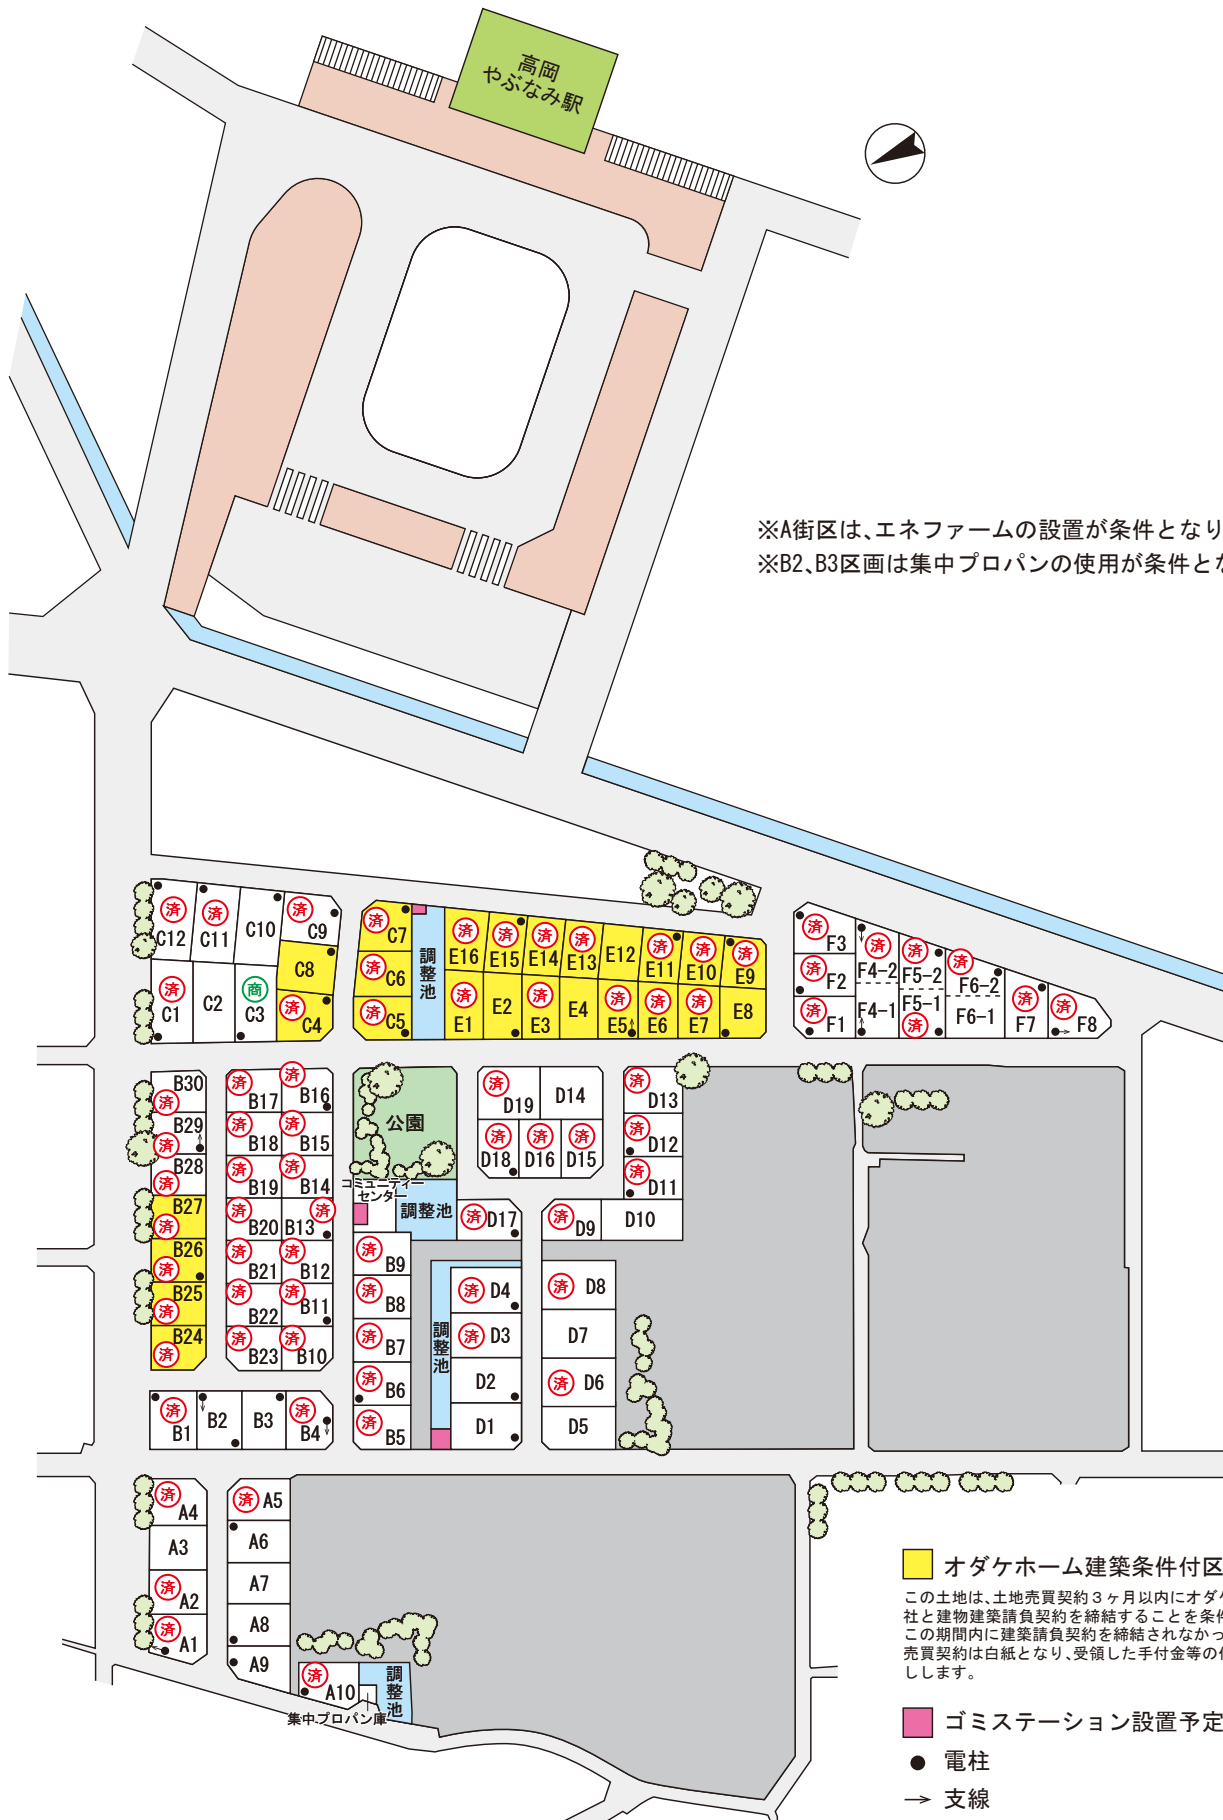 高岡
やぶなみ駅
※A街区は、エネファームの設置が条件となり
※B2、B3区画は集中プロパンの使用が条件と
済 C12
済 C11
C10
済 C9
済 C1
C2
商 C3
C8
済 C4
済 C7
済 C6
済 C5
調整池
済 E16
済 E15
済 E14
済 E13
E12
済 E11
済 E10
済 E9
済 E1
E2
済 E3
E4
済 E5
済 E6
済 E7
E8
済 F3
済 F2
済 F1
済 F4-2
F4-1
済 F5-2
F5-1 済
済 F6-2
F6-1
済 F7
済 F8
B30 済
B29 済
B28 済
B27 済
B26 済
B25 済
B24 済
済 B17
済 B16
済 B18
済 B15
済 B19
済 B14
済 B20
B13 済
済 B21
済 B12
済 B22
済 B11
済 B23
済 B10
公園
コミューティー
センター
調整池
済 D19
D14
済 D18
済 D16
済 D15
済 D13
済 D12
済 D11
済 D17
済 D9
D10
済 B9
済 B8
済 B7
済 B6
済 B5
調整池
済 D4
済 D3
D2
D1
済 D8
D7
済 D6
D5
済 B1
B2
B3
済 B4
済 A4
A3
済 A2
済 A1
済 A5
A6
A7
A8
A9
済 A10
調整池
集中プロパン庫
オダケホーム建築条件付区
この土地は、土地売買契約３ヶ月以内にオダ
社と建物建築請負契約を締結することを条
この期間内に建築請負契約を締結されなかっ
売買契約は白紙となり、受領した手付金等の
しします。
ゴミステーション設置予定
● 電柱
→ 支線